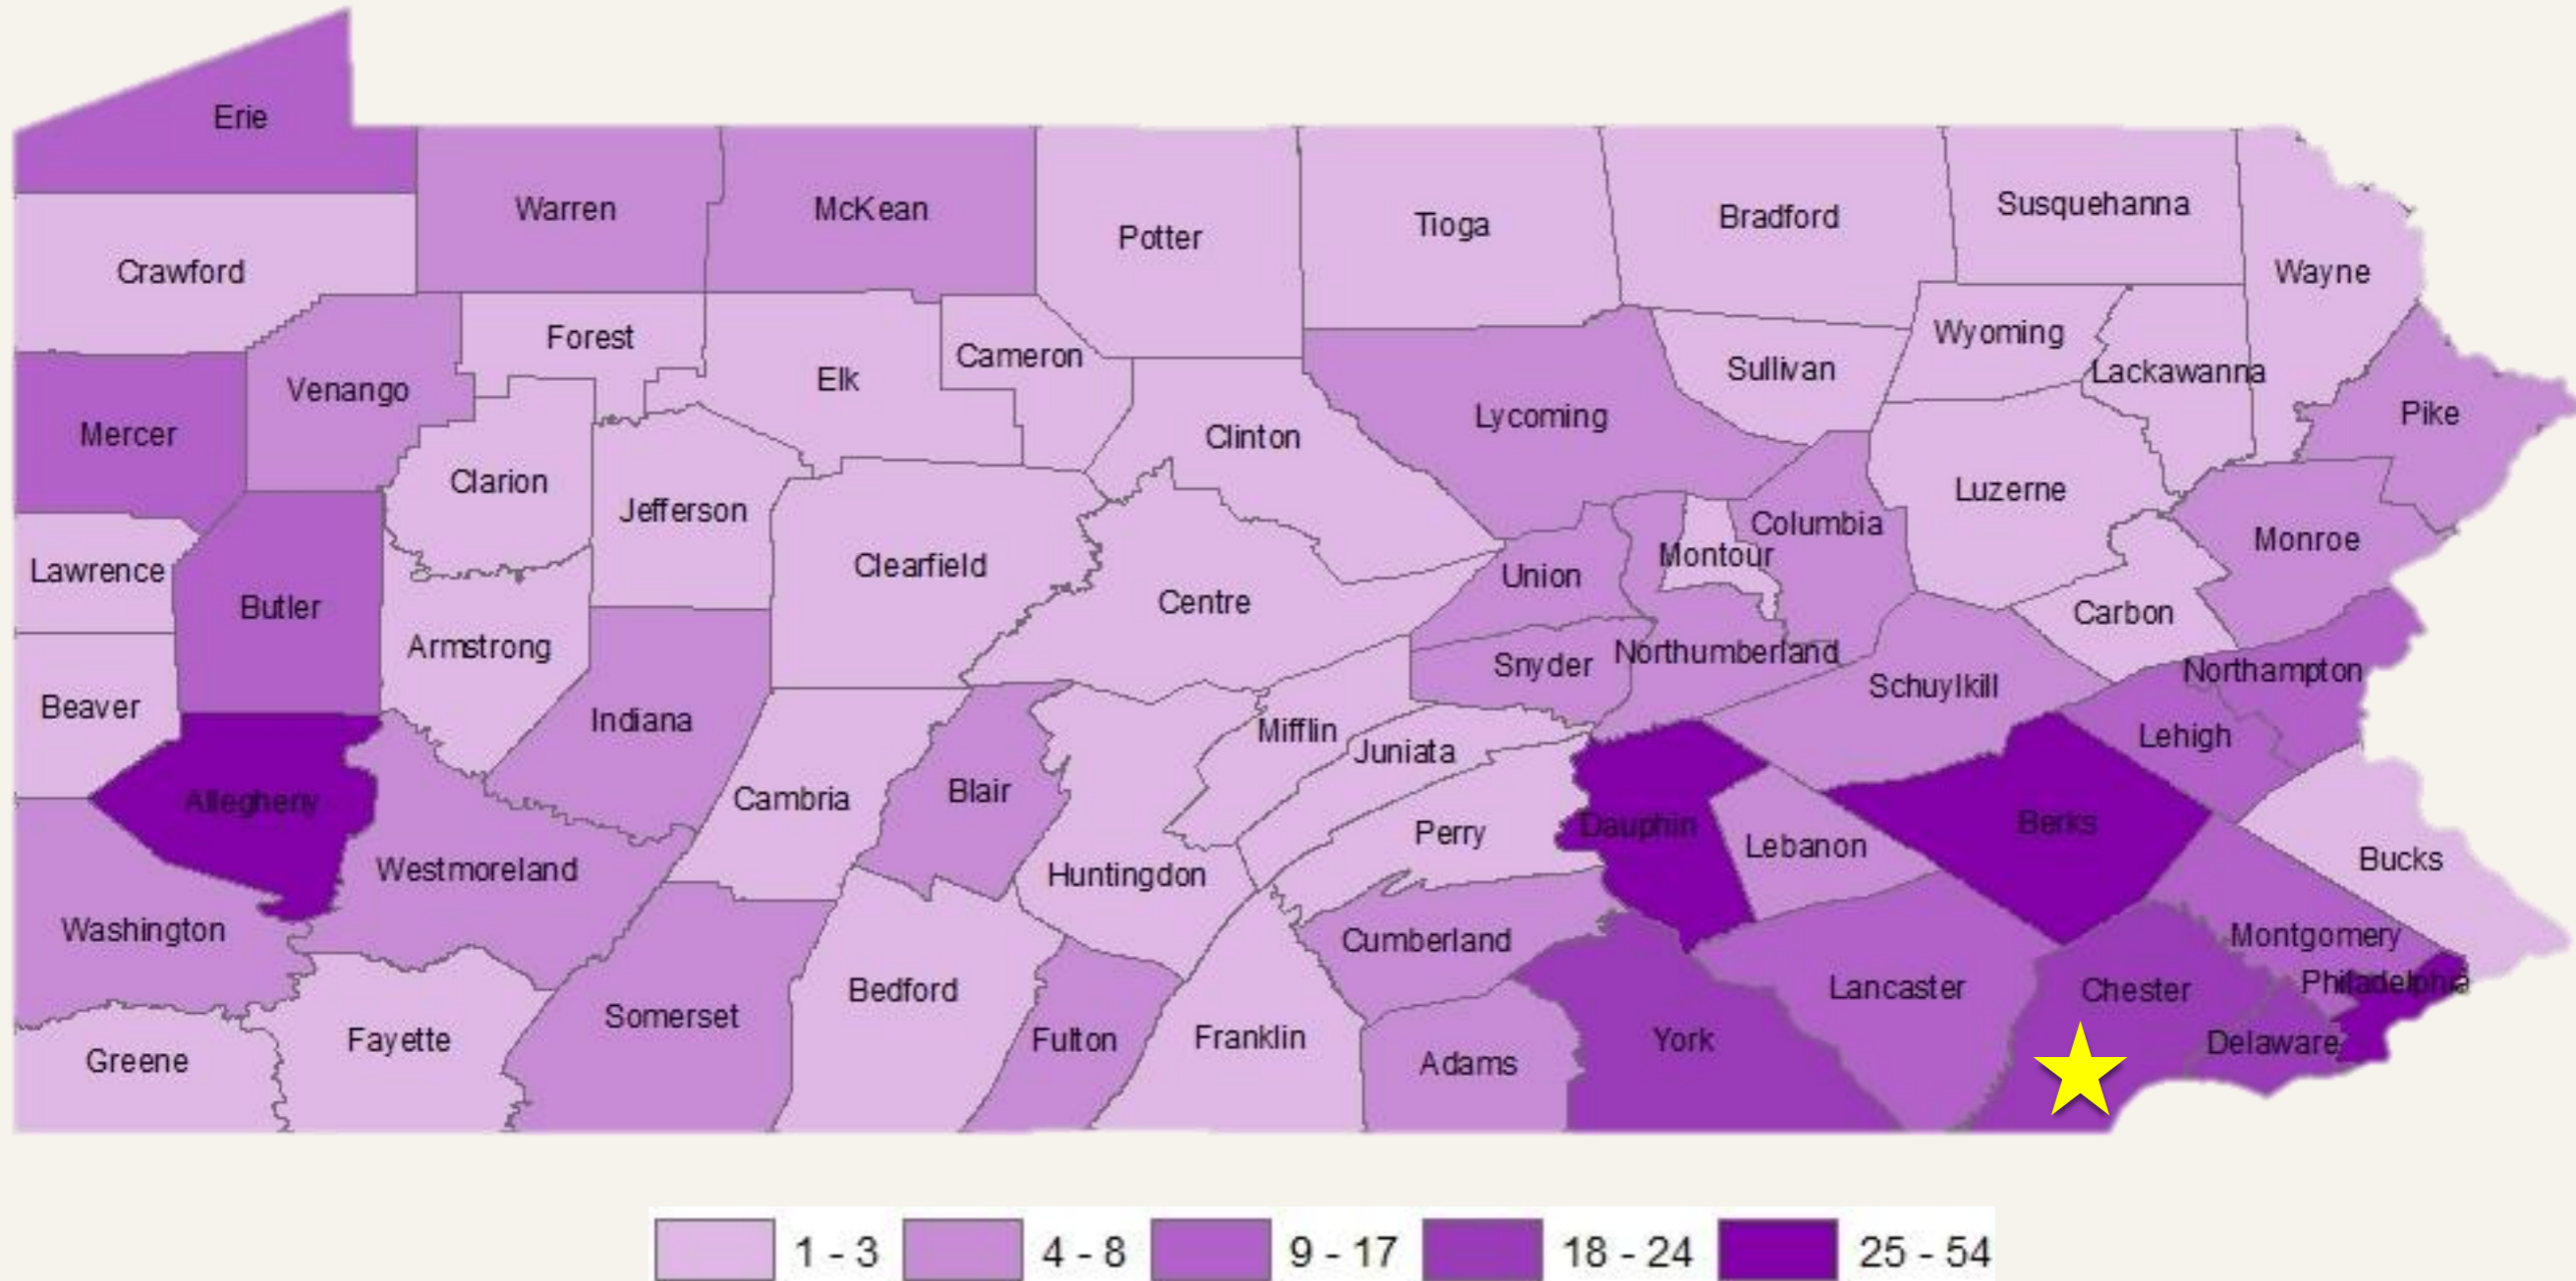 Erie
Warren
McKean
Potter
Tioga
Bradford
Susquehanna
Wayne
Crawford
Forest
Elk
Cameron
Wyoming
Lackawanna
Sullivan
Venango
Mercer
Clinton
Lycoming
Pike
Clarion
Jefferson
Luzerne
Columbia
Monroe
Montour
Lawrence
Butler
Clearfield
Centre
Union
Carbon
Armstrong
Snyder
Northumberland
Northampton
Schuylkill
Beaver
Indiana
Mifflin
Juniata
Lehigh
Allegheny
Cambria
Blair
Perry
Dauphin
Lebanon
Berks
Bucks
Westmoreland
Huntingdon
Washington
Cumberland
Montgomery
Philadelphia
Bedford
Lancaster
Chester
Somerset
Fulton
Franklin
York
Delaware
Greene
Fayette
Adams
1 - 3 4 - 8 9 - 17 18 - 24 25 - 54